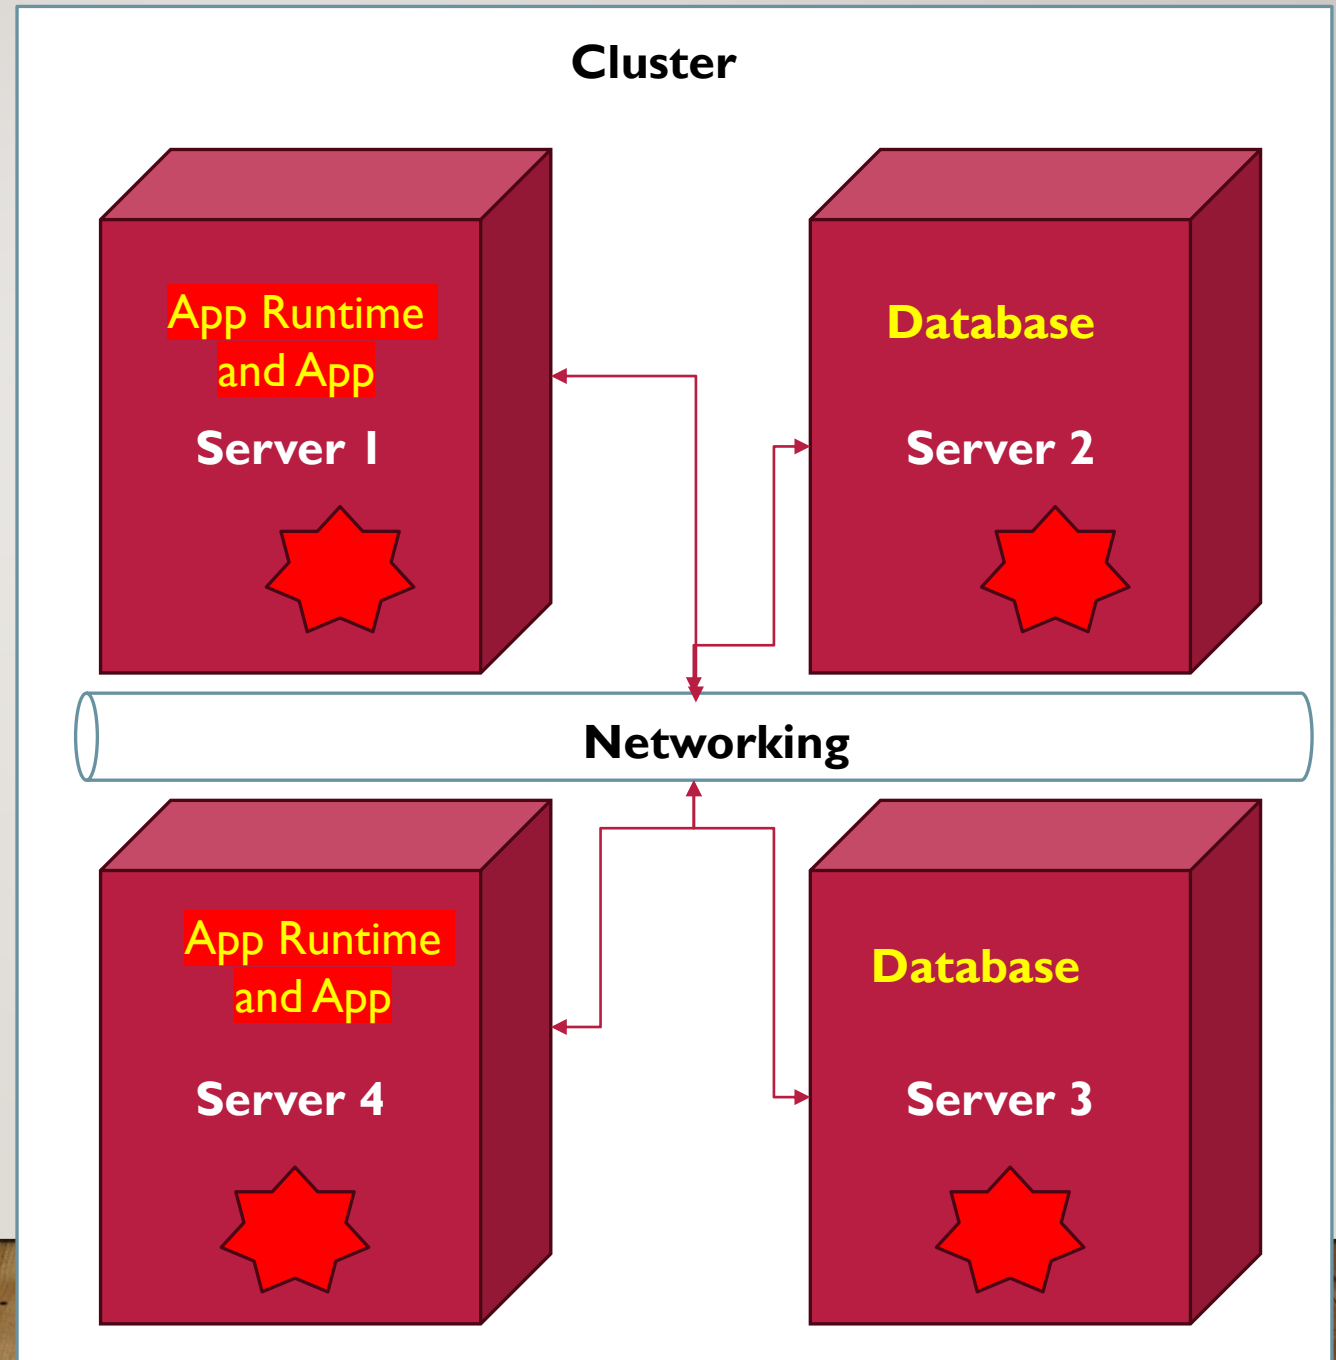 Cluster
App Runtime
and App
Server 1
Database
Server 2
Networking
App Runtime
and App
Server 4
Database
Server 3